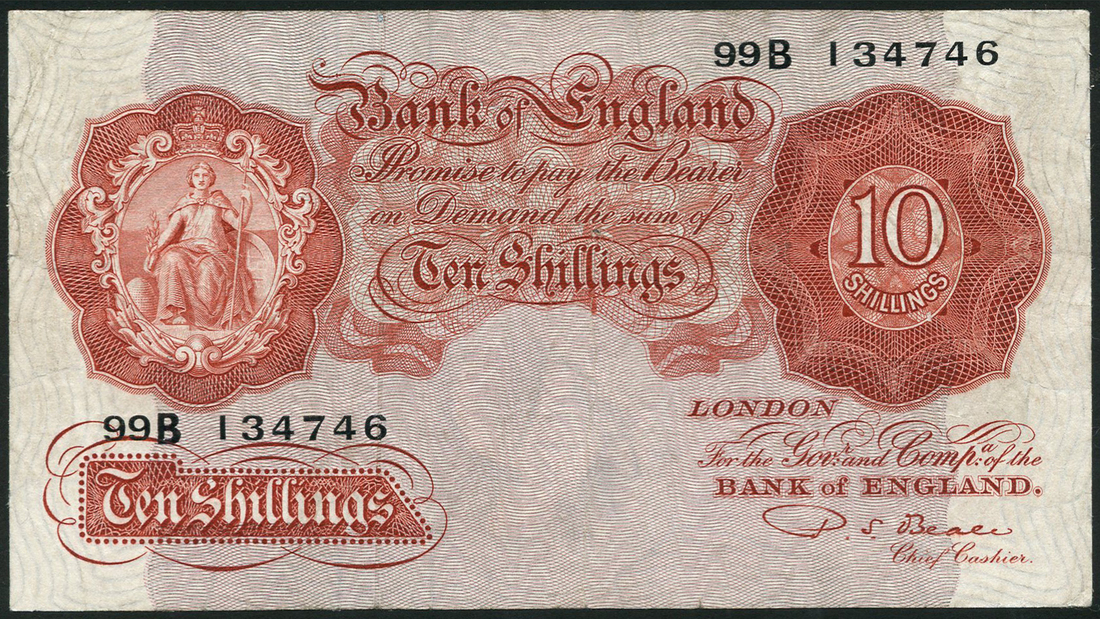 99B 134746
Bank of England
Promise to pay the Bearer
on Demand the sum of
Ten Shillings
10
SHILLINGS
99B 134746
Ten Shillings
LONDON
For the Govr. and Compa. of the
BANK of ENGLAND.
P. S. Beale
Chief Cashier.